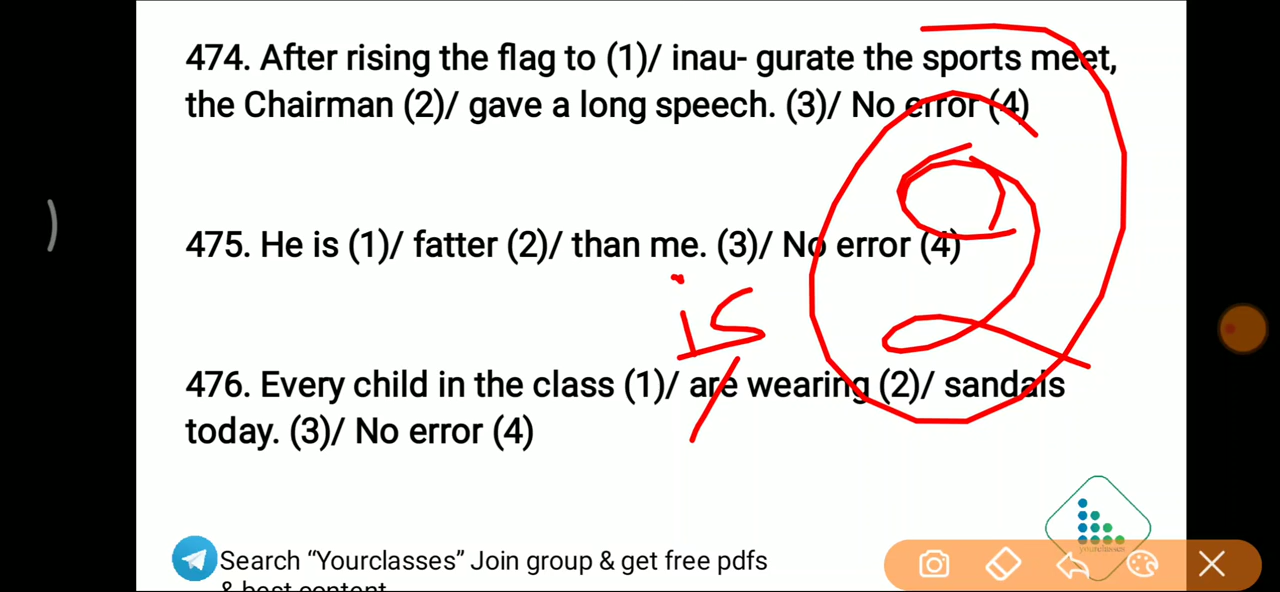 474. After rising the flag to (1)/ inau- gurate the sports meet,
the Chairman (2)/ gave a long speech. (3)/ No error (4)
475. He is (1)/ fatter (2)/ than me. (3)/ No error (4)
is
2
476. Every child in the class (1)/ are wearing (2)/ sandals
today. (3)/ No error (4)
yourclasses
Search “Yourclasses” Join group & get free pdfs
& best content